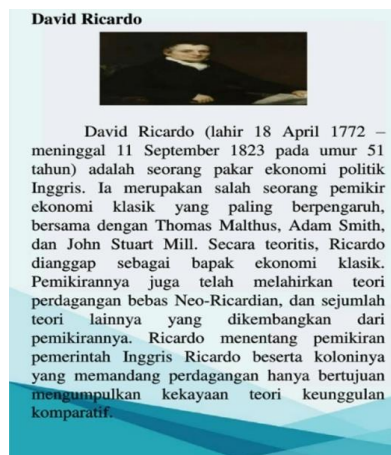 David Ricardo
David Ricardo (lahir 18 April 1772 –
meninggal 11 September 1823 pada umur 51
tahun) adalah seorang pakar ekonomi politik
Inggris. Ia merupakan salah seorang pemikir
ekonomi klasik yang paling berpengaruh,
bersama dengan Thomas Malthus, Adam Smith,
dan John Stuart Mill. Secara teoritis, Ricardo
dianggap sebagai bapak ekonomi klasik.
Pemikirannya juga telah melahirkan teori
perdagangan bebas Neo-Ricardian, dan sejumlah
teori lainnya yang dikembangkan dari
pemikirannya. Ricardo menentang pemikiran
pemerintah Inggris Ricardo beserta koloninya
yang memandang perdagangan hanya bertujuan
mengumpulkan kekayaan teori keunggulan
komparatif.